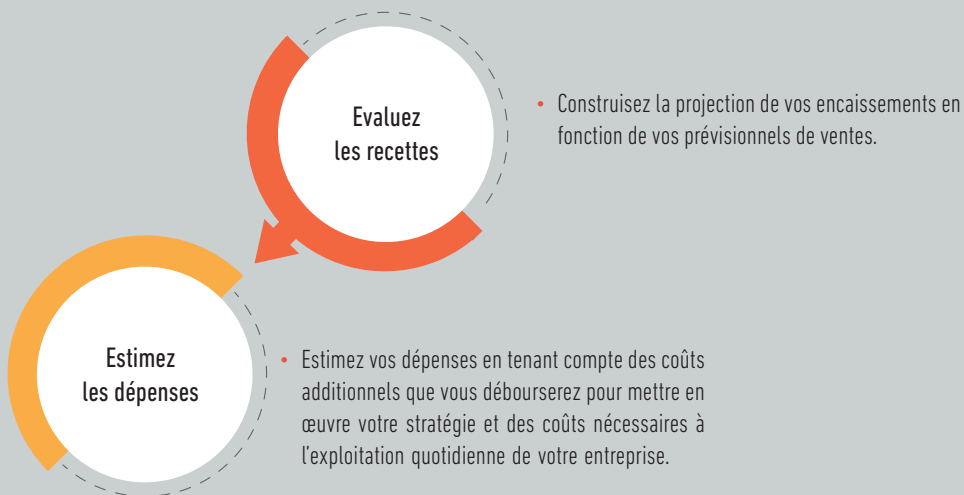 Evaluez
les recettes
• Construisez la projection de vos encaissements en
fonction de vos prévisionnels de ventes.
Estimez
les dépenses
• Estimez vos dépenses en tenant compte des coûts
additionnels que vous débourserez pour mettre en
œuvre votre stratégie et des coûts nécessaires à
l'exploitation quotidienne de votre entreprise.